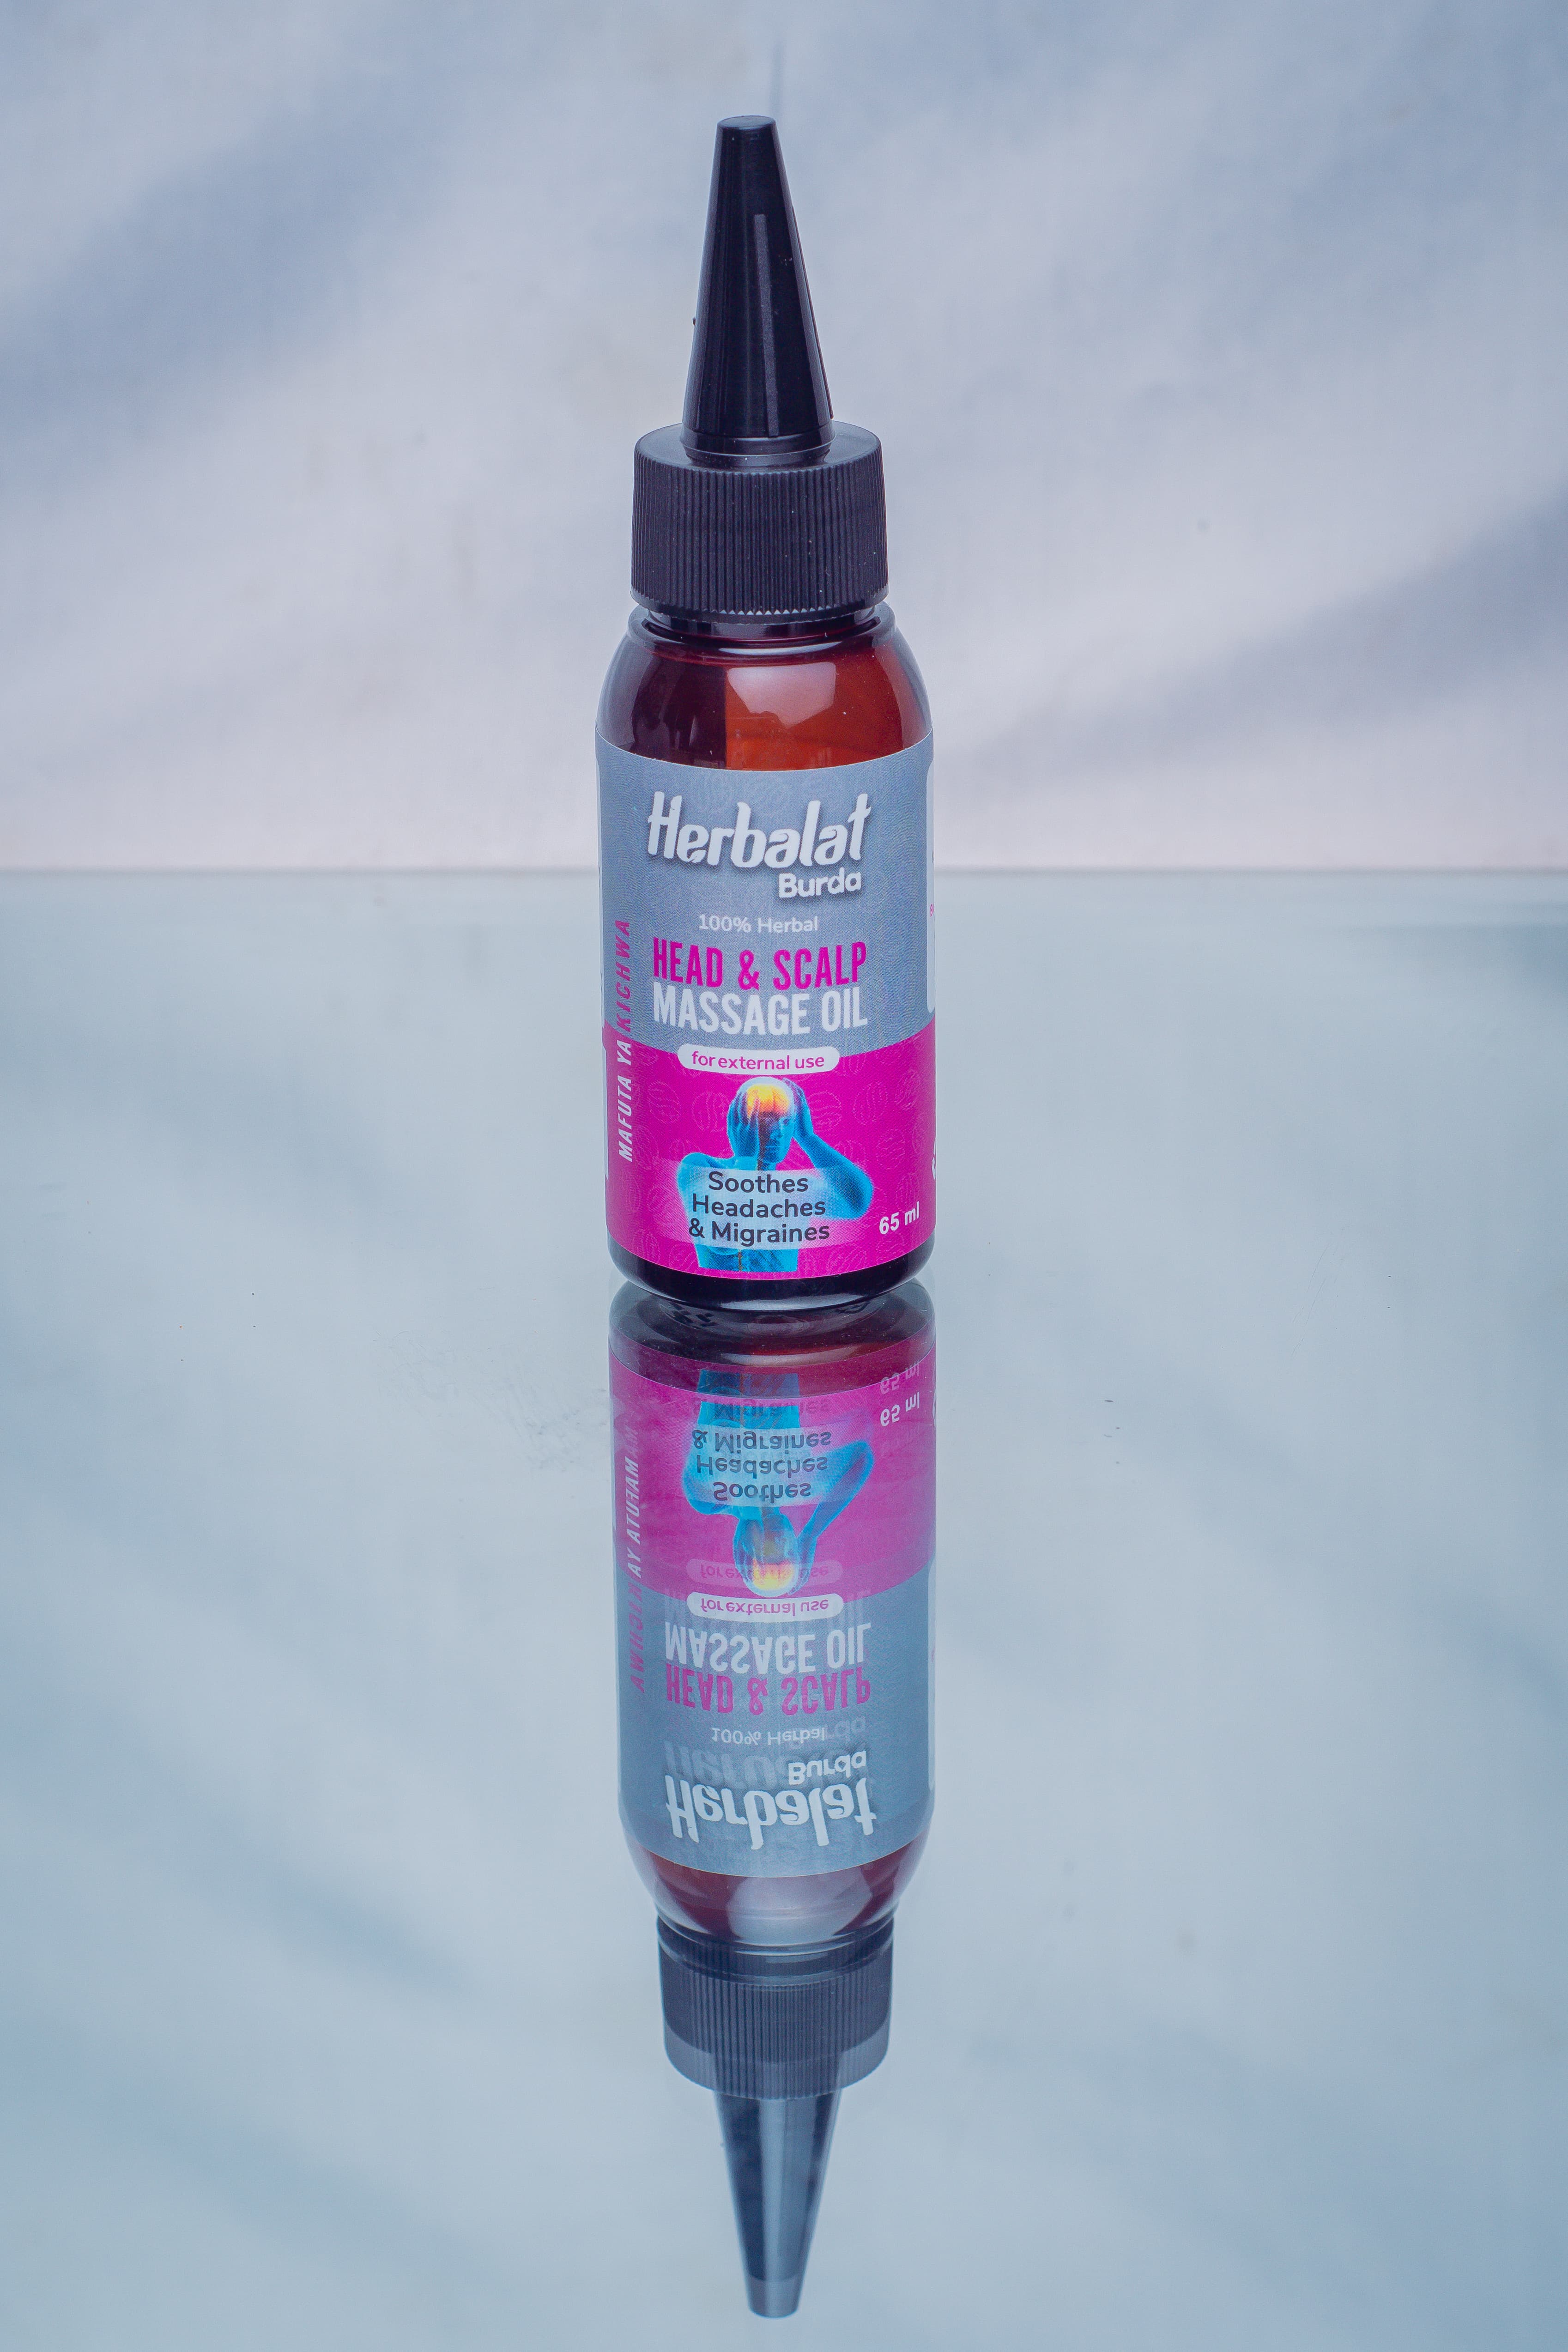 Herbalat
Burda
100% Herbal
HEAD & SCALP
MASSAGE OIL
for external use
MAFUTA YA KICHWA
Soothes
Headaches
& Migraines
65 ml